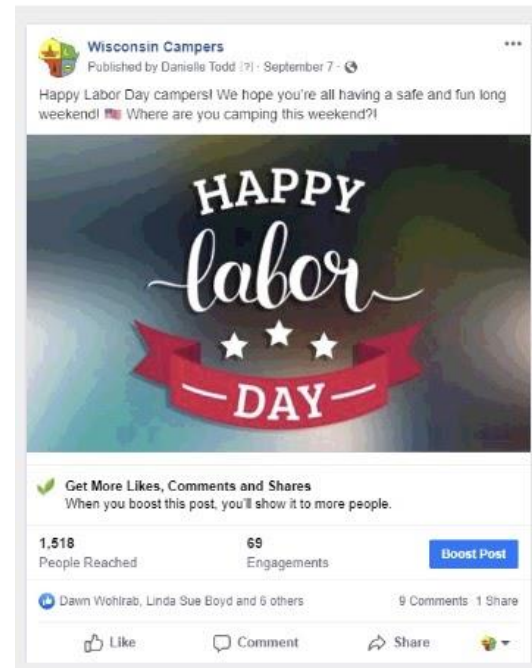 Wisconsin Campers
Published by Danielle Todd [?] · September 7 ·
Happy Labor Day campers! We hope you're all having a safe and fun long
weekend! 🇺🇸 Where are you camping this weekend?!
HAPPY
labor
DAY
Get More Likes, Comments and Shares
When you boost this post, you'll show it to more people.
1,518
People Reached
69
Engagements
Boost Post
Dawn Wohlrab, Linda Sue Boyd and 6 others
9 Comments 1 Share
Like
Comment
Share